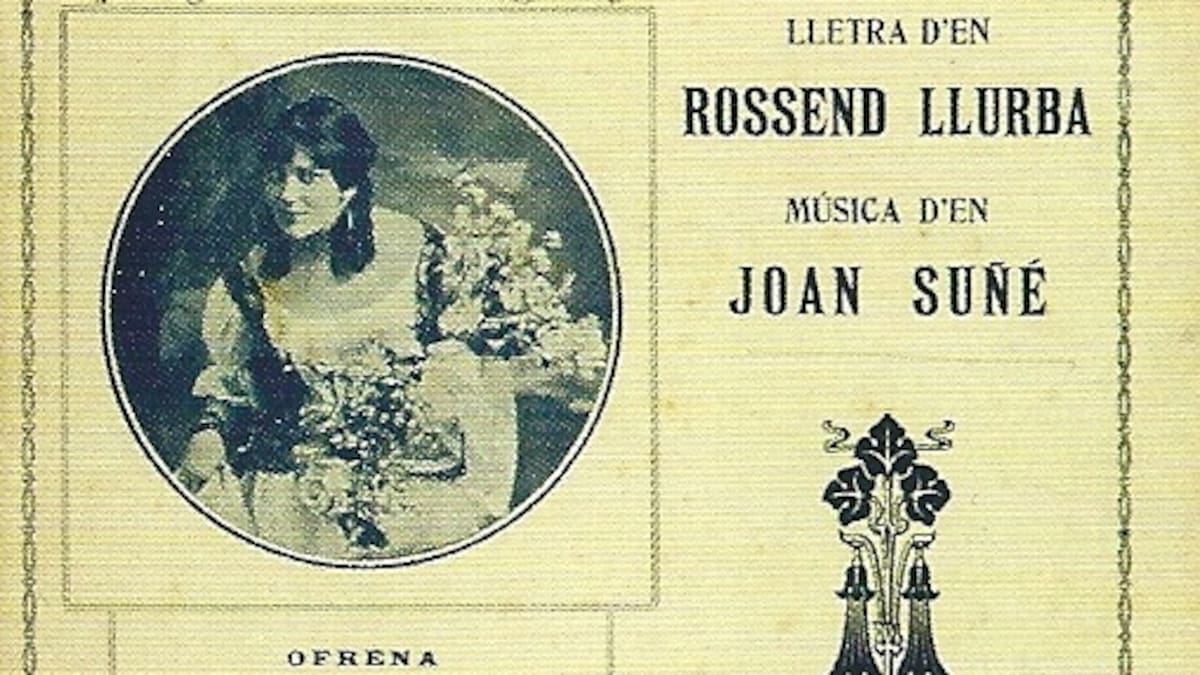 LLETRA D'EN
ROSSEND LLURBA
MÚSICA D'EN
JOAN SUÑÉ
OFRENA